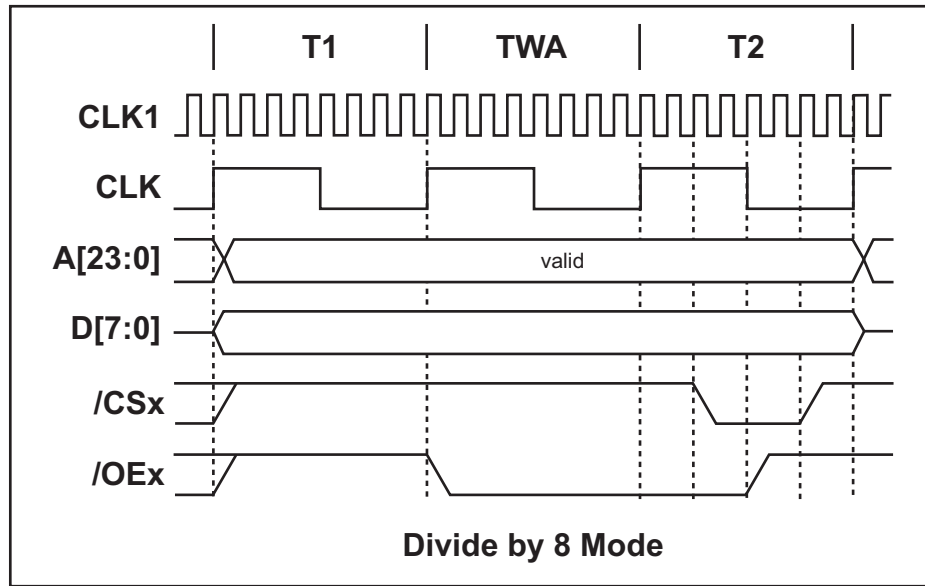 T1 TWA T2
CLK1
CLK
A[23:0] valid
D[7:0]
/CSx
/OEx
Divide by 8 Mode